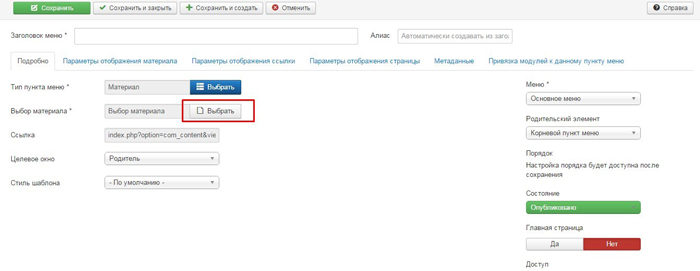 Сохранить Сохранить и закрыть Сохранить и создать Отменить Справка
Заголовок меню * Алиас Автоматически создавать из заго
Подробно Параметры отображения материала Параметры отображения ссылки Параметры отображения страницы Метаданные Привязка модулей к данному пункту меню
Тип пункта меню * Материал Выбрать
Выбор материала * Выбор материала Выбрать
Ссылка index.php?option=com_content&vie
Целевое окно Родитель
Стиль шаблона - По умолчанию -
Меню *
Основное меню
Родительский элемент
Корневой пункт меню
Порядок
Настройка порядка будет доступна после
сохранения
Состояние
Опубликовано
Главная страница
Да Нет
Доступ